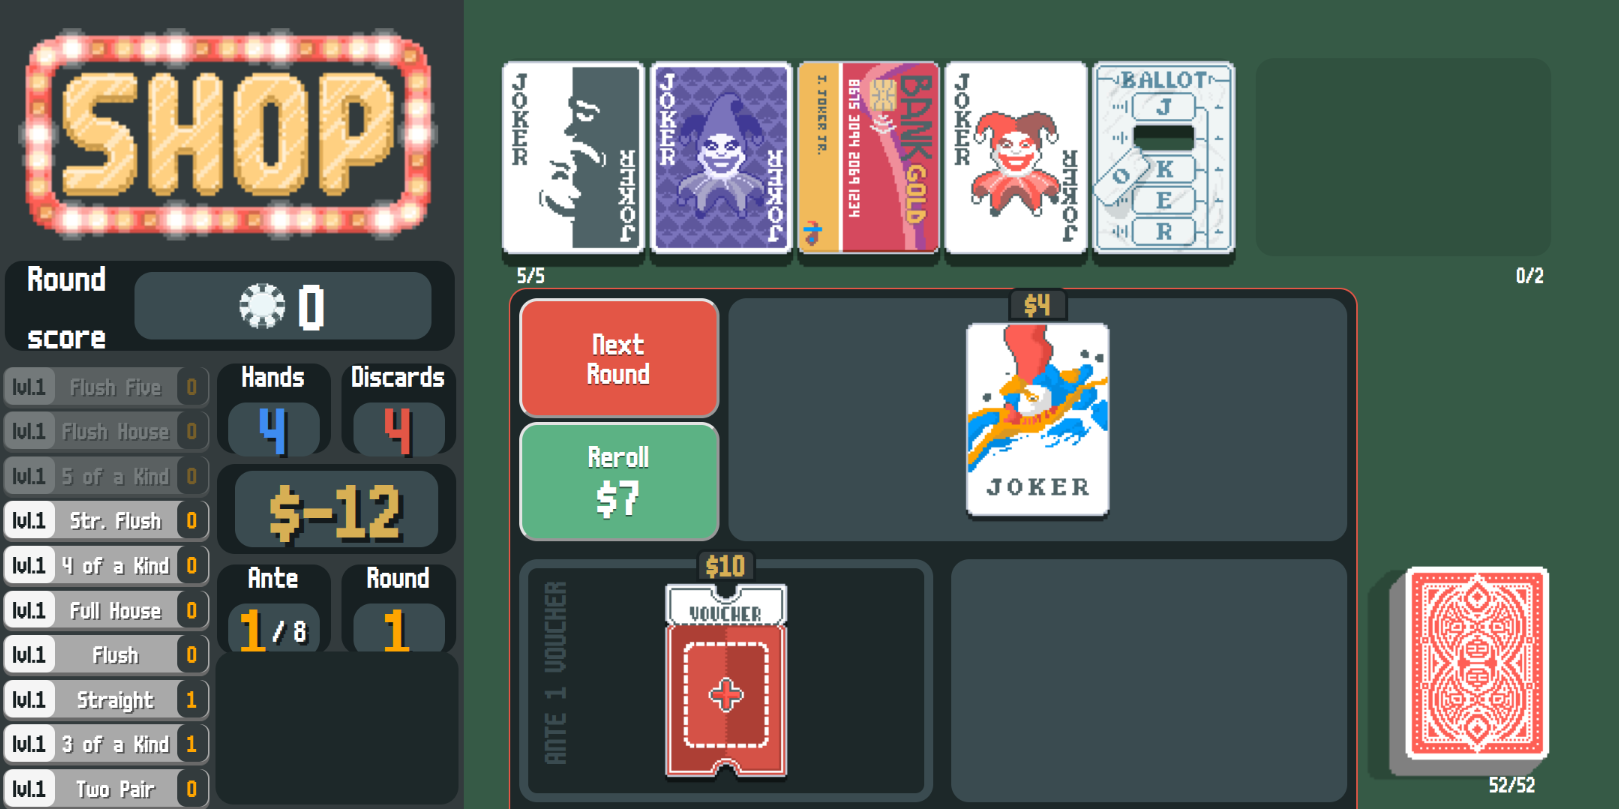 SHOP
Round
score
0
lvl.1 Flush Five 0
lvl.1 Flush House 0
lvl.1 5 of a Kind 0
lvl.1 Str. Flush 0
lvl.1 4 of a Kind 0
lvl.1 Full House 0
lvl.1 Flush 0
lvl.1 Straight 1
lvl.1 3 of a Kind 1
lvl.1 Two Pair 0
Hands
4
Discards
4
$-12
Ante
1 / 8
Round
1
JOKER
JOKER
JOKER
JOKER
J. JOKER JR.
BANK GOLD
JOKER
JOKER
BALLOT
J
O
K
E
R
5/5
0/2
Next
Round
Reroll
$7
$4
JOKER
ANTE 1 VOUCHER
$10
VOUCHER
52/52